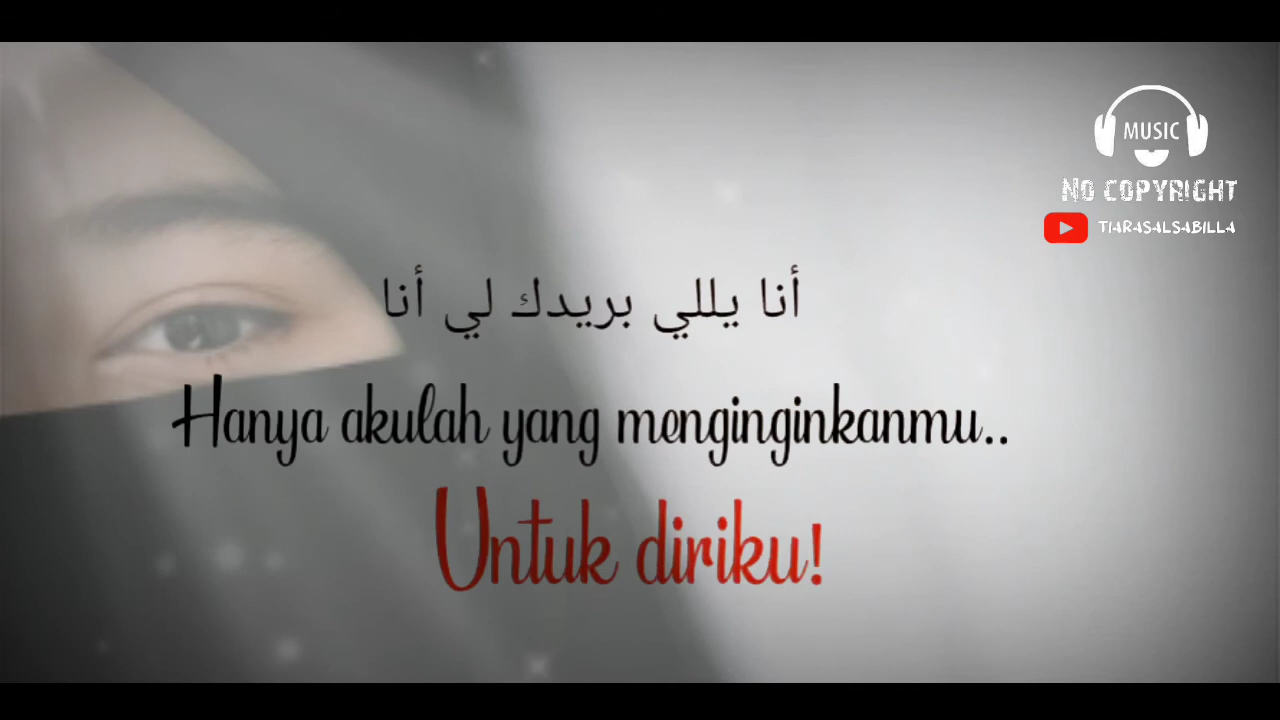 MUSIC
NO COPYRIGHT
TIARASALSABILLA
أنا يللي بريدك لي أنا
Hanya akulah yang menginginkanmu..
Untuk diriku!